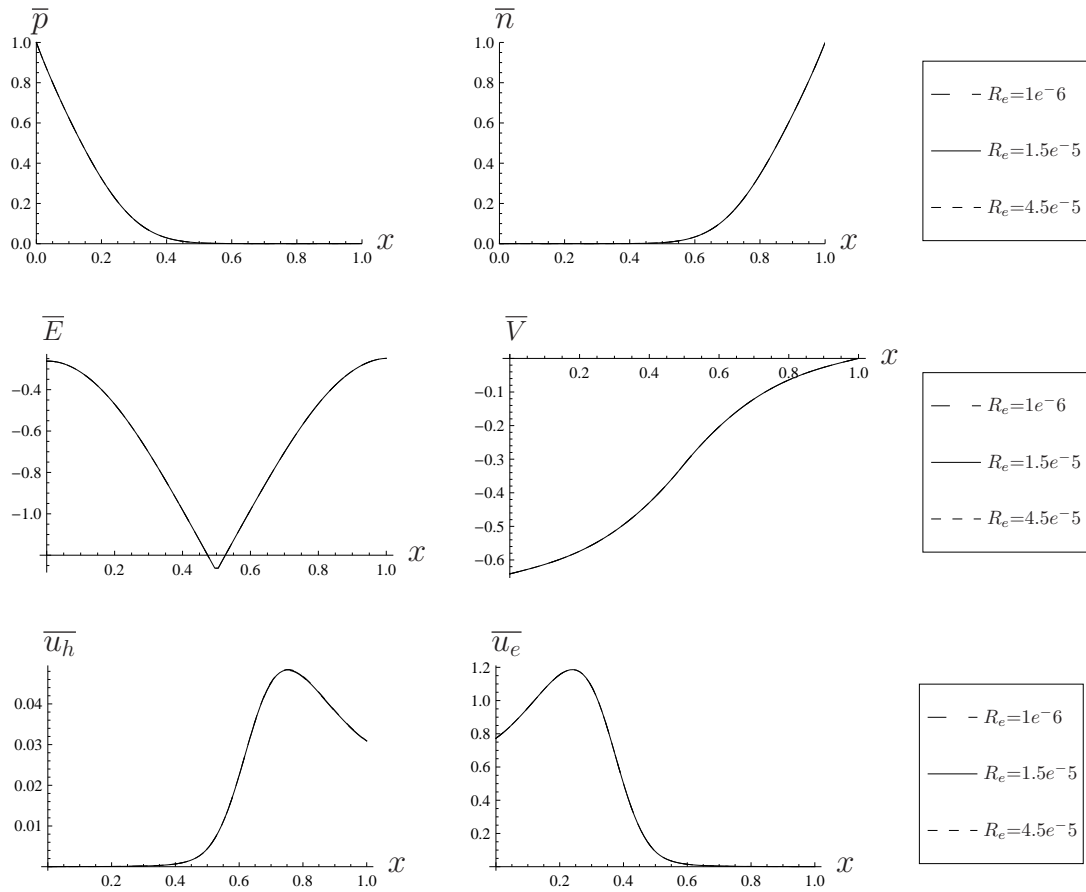 p̅ n̅
1.0 0.8 0.6 0.4 0.2 0.0
0.0 0.2 0.4 0.6 0.8 1.0 x
1.0 0.8 0.6 0.4 0.2 0.0
0.0 0.2 0.4 0.6 0.8 1.0 x
R_e=1e^-6
R_e=1.5e^-5
R_e=4.5e^-5
E̅ V̅
-0.4 -0.6 -0.8 -1.0
0.2 0.4 0.6 0.8 1.0 x
-0.1 -0.2 -0.3 -0.4 -0.5 -0.6
0.2 0.4 0.6 0.8 1.0 x
R_e=1e^-6
R_e=1.5e^-5
R_e=4.5e^-5
u̅_h u̅_e
0.04 0.03 0.02 0.01
0.2 0.4 0.6 0.8 1.0 x
1.2 1.0 0.8 0.6 0.4 0.2
0.2 0.4 0.6 0.8 1.0 x
R_e=1e^-6
R_e=1.5e^-5
R_e=4.5e^-5